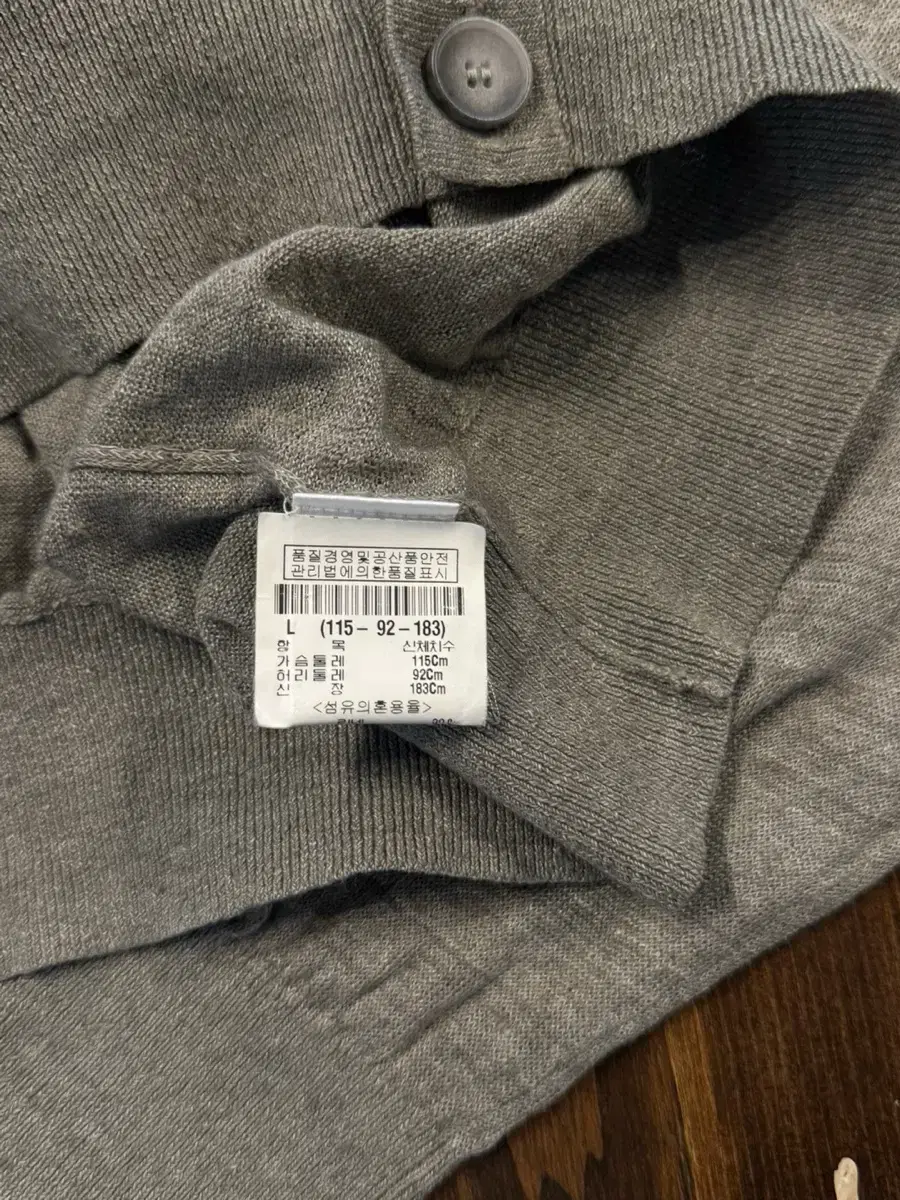 품질경영및공산품안전
관리법에의한품질표시
L (115-92-183)
항 목 신체치수
가슴둘레 115Cm
허리둘레 92Cm
신 장 183Cm
<섬유의혼용율>